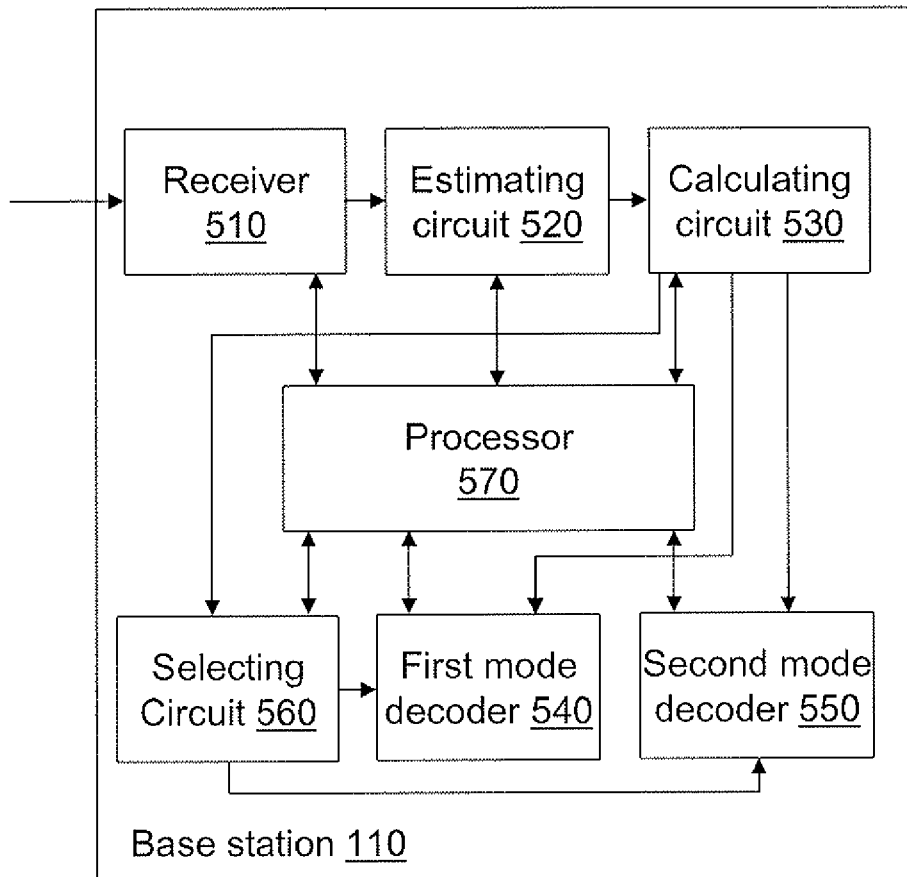 Receiver
510
Estimating
circuit 520
Calculating
circuit 530
Processor
570
Selecting
Circuit 560
First mode
decoder 540
Second mode
decoder 550
Base station 110